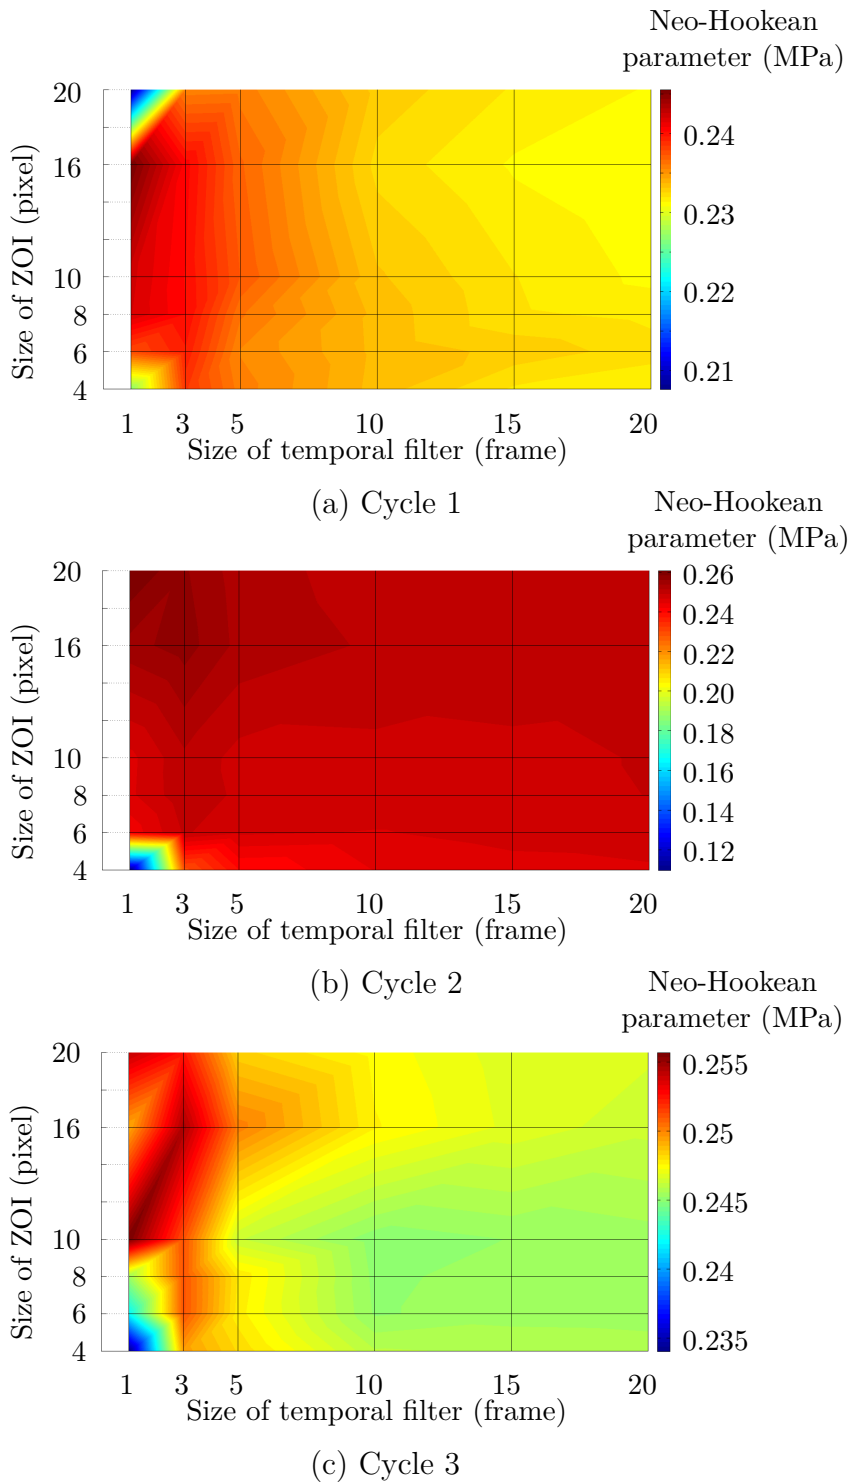 Neo-Hookean
parameter (MPa)
20
16
10
8
6
4
Size of ZOI (pixel)
0.24
0.23
0.22
0.21
1 3 5 10 15 20
Size of temporal filter (frame)
(a) Cycle 1
Neo-Hookean
parameter (MPa)
20
16
10
8
6
4
Size of ZOI (pixel)
0.26
0.24
0.22
0.20
0.18
0.16
0.14
0.12
1 3 5 10 15 20
Size of temporal filter (frame)
(b) Cycle 2
Neo-Hookean
parameter (MPa)
20
16
10
8
6
4
Size of ZOI (pixel)
0.255
0.25
0.245
0.24
0.235
1 3 5 10 15 20
Size of temporal filter (frame)
(c) Cycle 3